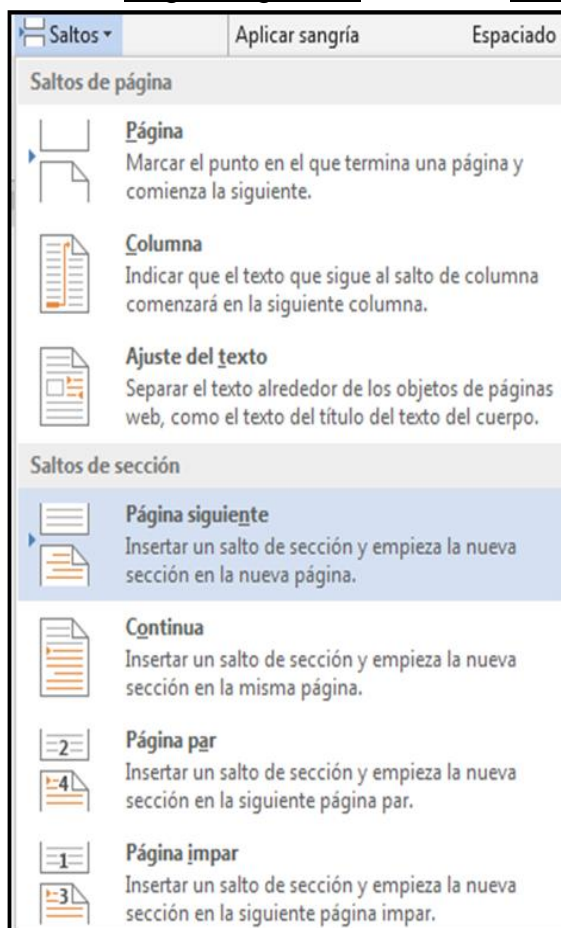 Saltos Aplicar sangría Espaciado
Saltos de página
Página
Marcar el punto en el que termina una página y
comienza la siguiente.
Columna
Indicar que el texto que sigue al salto de columna
comenzará en la siguiente columna.
Ajuste del texto
Separar el texto alrededor de los objetos de páginas
web, como el texto del título del texto del cuerpo.
Saltos de sección
Página siguiente
Insertar un salto de sección y empieza la nueva
sección en la nueva página.
Continua
Insertar un salto de sección y empieza la nueva
sección en la misma página.
2
4
Página par
Insertar un salto de sección y empieza la nueva
sección en la siguiente página par.
1
3
Página impar
Insertar un salto de sección y empieza la nueva
sección en la siguiente página impar.